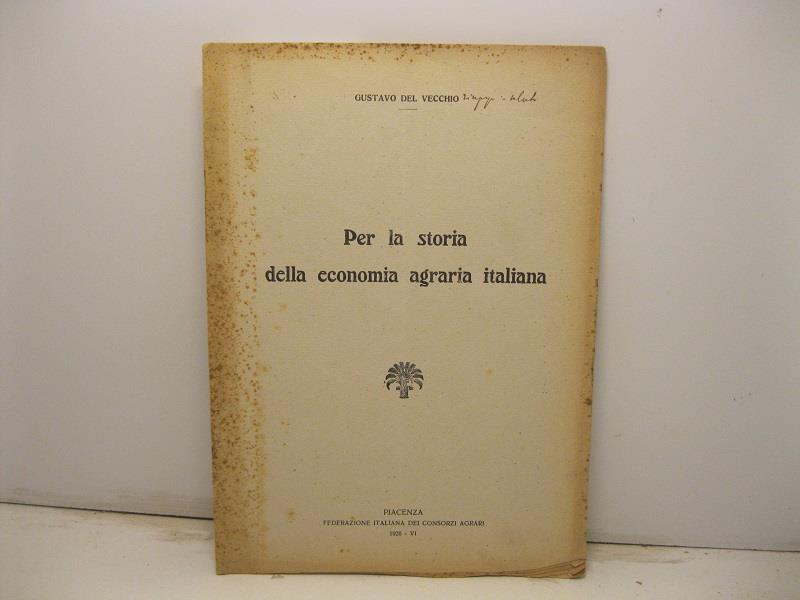 GUSTAVO DEL VECCHIO
Per la storia
della economia agraria italiana
PIACENZA
FEDERAZIONE ITALIANA DEI CONSORZI AGRARI
1928 - VI